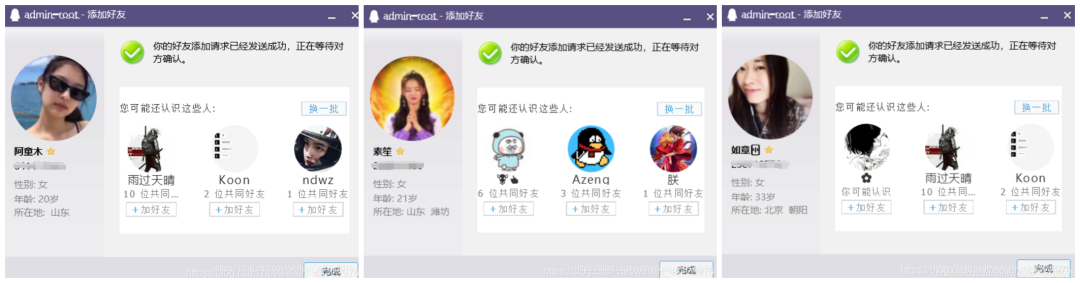 admin-root - 添加好友
你的好友添加请求已经发送成功，正在等待对
方确认。
您可能还认识这些人:
换一批
阿童木
性别: 女
年龄: 20岁
所在地: 山东
雨过天晴
10 位共同...
+加好友
Koon
2 位共同好友
+加好友
ndwz
1 位共同好友
+加好友
完成
admin-root - 添加好友
你的好友添加请求已经发送成功，正在等待对
方确认。
您可能还认识这些人:
换一批
素笙
性别: 女
年龄: 21岁
所在地: 山东 潍坊
6 位共同好友
+加好友
Azeng
3 位共同好友
+加好友
朕
1 位共同好友
+加好友
完成
admin-root - 添加好友
你的好友添加请求已经发送成功，正在等待对
方确认。
您可能还认识这些人:
换一批
如意
性别: 女
年龄: 33岁
所在地: 北京 朝阳
✿
你可能认识
+加好友
雨过天晴
10 位共同...
+加好友
Koon
2 位共同好友
+加好友
完成